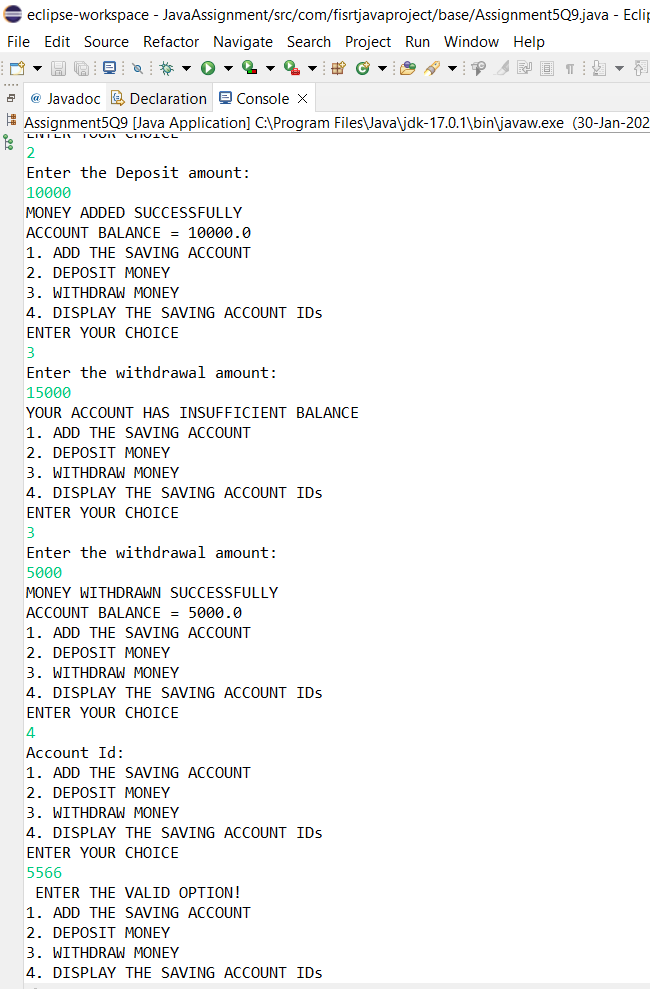 eclipse-workspace - JavaAssignment/src/com/fisrtjavaproject/base/Assignment5Q9.java - Ecli
File Edit Source Refactor Navigate Search Project Run Window Help
@ Javadoc Declaration Console
Assignment5Q9 [Java Application] C:\Program Files\Java\jdk-17.0.1\bin\javaw.exe (30-Jan-202
ENTER YOUR CHOICE
2
Enter the Deposit amount:
10000
MONEY ADDED SUCCESSFULLY
ACCOUNT BALANCE = 10000.0
1. ADD THE SAVING ACCOUNT
2. DEPOSIT MONEY
3. WITHDRAW MONEY
4. DISPLAY THE SAVING ACCOUNT IDs
ENTER YOUR CHOICE
3
Enter the withdrawal amount:
15000
YOUR ACCOUNT HAS INSUFFICIENT BALANCE
1. ADD THE SAVING ACCOUNT
2. DEPOSIT MONEY
3. WITHDRAW MONEY
4. DISPLAY THE SAVING ACCOUNT IDs
ENTER YOUR CHOICE
3
Enter the withdrawal amount:
5000
MONEY WITHDRAWN SUCCESSFULLY
ACCOUNT BALANCE = 5000.0
1. ADD THE SAVING ACCOUNT
2. DEPOSIT MONEY
3. WITHDRAW MONEY
4. DISPLAY THE SAVING ACCOUNT IDs
ENTER YOUR CHOICE
4
Account Id:
1. ADD THE SAVING ACCOUNT
2. DEPOSIT MONEY
3. WITHDRAW MONEY
4. DISPLAY THE SAVING ACCOUNT IDs
ENTER YOUR CHOICE
5566
ENTER THE VALID OPTION!
1. ADD THE SAVING ACCOUNT
2. DEPOSIT MONEY
3. WITHDRAW MONEY
4. DISPLAY THE SAVING ACCOUNT IDs